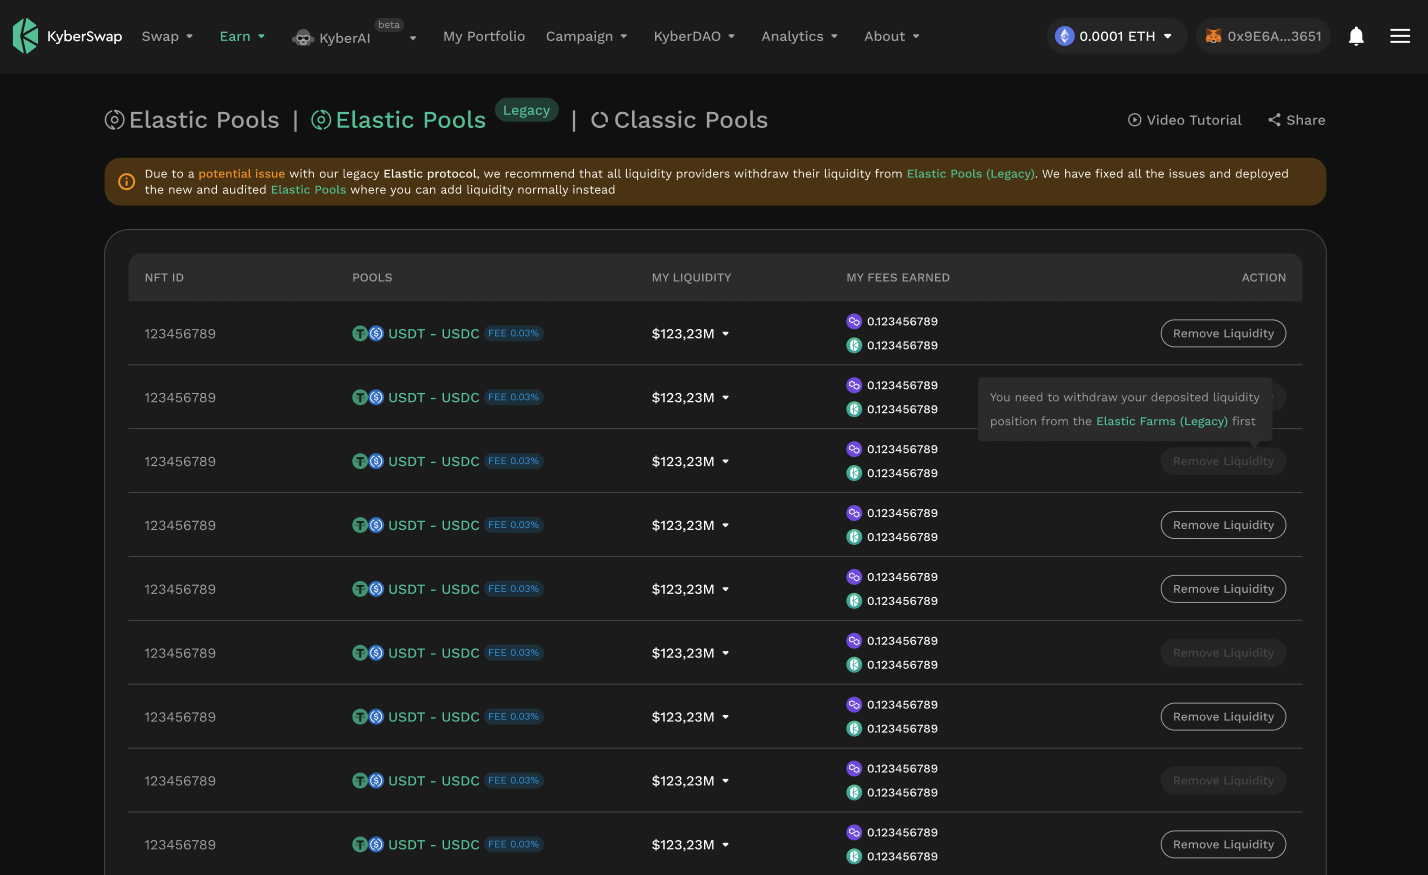 KyberSwap Swap Earn KyberAI beta My Portfolio Campaign KyberDAO Analytics About 0.0001 ETH 0x9E6A...3651
Elastic Pools | Elastic Pools Legacy | Classic Pools Video Tutorial Share
Due to a potential issue with our legacy Elastic protocol, we recommend that all liquidity providers withdraw their liquidity from Elastic Pools (Legacy). We have fixed all the issues and deployed
the new and audited Elastic Pools where you can add liquidity normally instead
NFT ID POOLS MY LIQUIDITY MY FEES EARNED ACTION
123456789 USDT - USDC FEE 0.03% $123,23M 0.123456789 Remove Liquidity
0.123456789
123456789 USDT - USDC FEE 0.03% $123,23M 0.123456789
0.123456789
You need to withdraw your deposited liquidity
position from the Elastic Farms (Legacy) first
123456789 USDT - USDC FEE 0.03% $123,23M 0.123456789 Remove Liquidity
0.123456789
123456789 USDT - USDC FEE 0.03% $123,23M 0.123456789 Remove Liquidity
0.123456789
123456789 USDT - USDC FEE 0.03% $123,23M 0.123456789 Remove Liquidity
0.123456789
123456789 USDT - USDC FEE 0.03% $123,23M 0.123456789 Remove Liquidity
0.123456789
123456789 USDT - USDC FEE 0.03% $123,23M 0.123456789 Remove Liquidity
0.123456789
123456789 USDT - USDC FEE 0.03% $123,23M 0.123456789 Remove Liquidity
0.123456789
123456789 USDT - USDC FEE 0.03% $123,23M 0.123456789 Remove Liquidity
0.123456789